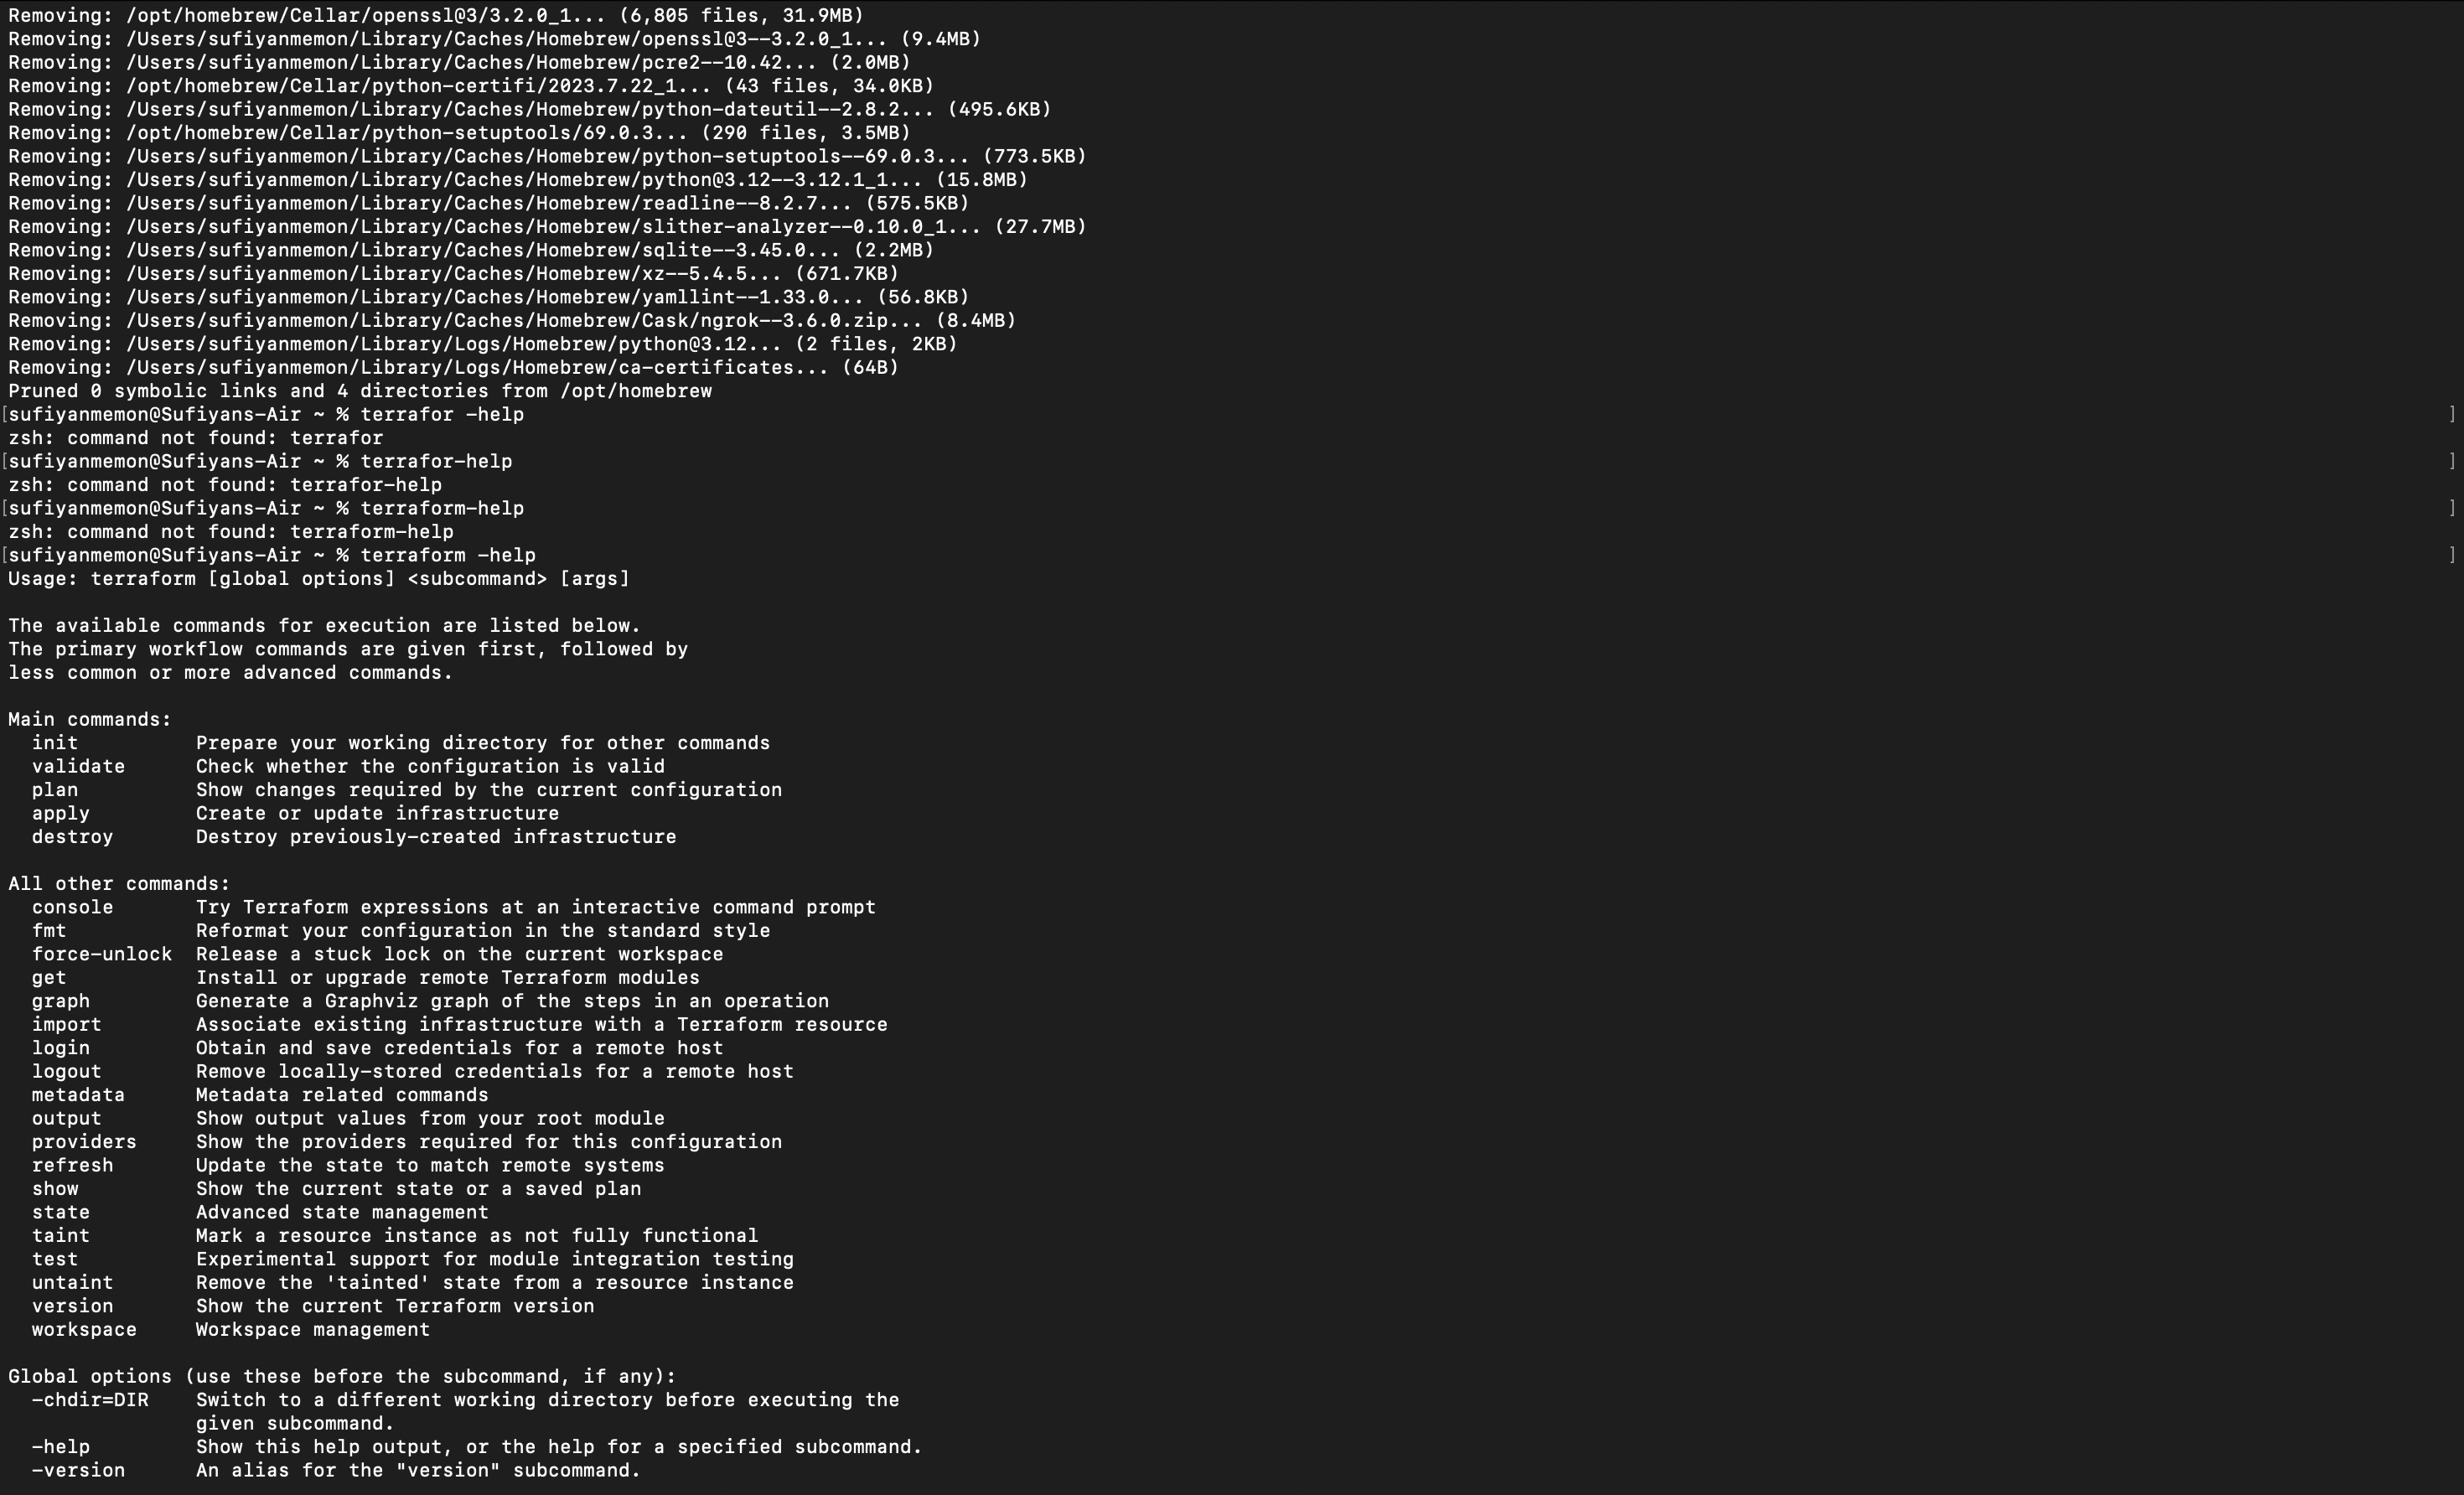 Removing: /opt/homebrew/Cellar/openssl@3/3.2.0_1... (6,805 files, 31.9MB)
Removing: /Users/sufiyanmemon/Library/Caches/Homebrew/openssl@3--3.2.0_1... (9.4MB)
Removing: /Users/sufiyanmemon/Library/Caches/Homebrew/pcre2--10.42... (2.0MB)
Removing: /opt/homebrew/Cellar/python-certifi/2023.7.22_1... (43 files, 34.0KB)
Removing: /Users/sufiyanmemon/Library/Caches/Homebrew/python-dateutil--2.8.2... (495.6KB)
Removing: /opt/homebrew/Cellar/python-setuptools/69.0.3... (290 files, 3.5MB)
Removing: /Users/sufiyanmemon/Library/Caches/Homebrew/python-setuptools--69.0.3... (773.5KB)
Removing: /Users/sufiyanmemon/Library/Caches/Homebrew/python@3.12--3.12.1_1... (15.8MB)
Removing: /Users/sufiyanmemon/Library/Caches/Homebrew/readline--8.2.7... (575.5KB)
Removing: /Users/sufiyanmemon/Library/Caches/Homebrew/slither-analyzer--0.10.0_1... (27.7MB)
Removing: /Users/sufiyanmemon/Library/Caches/Homebrew/sqlite--3.45.0... (2.2MB)
Removing: /Users/sufiyanmemon/Library/Caches/Homebrew/xz--5.4.5... (671.7KB)
Removing: /Users/sufiyanmemon/Library/Caches/Homebrew/yamllint--1.33.0... (56.8KB)
Removing: /Users/sufiyanmemon/Library/Caches/Homebrew/Cask/ngrok--3.6.0.zip... (8.4MB)
Removing: /Users/sufiyanmemon/Library/Logs/Homebrew/python@3.12... (2 files, 2KB)
Removing: /Users/sufiyanmemon/Library/Logs/Homebrew/ca-certificates... (64B)
Pruned 0 symbolic links and 4 directories from /opt/homebrew
[sufiyanmemon@Sufiyans-Air ~ % terrafor -help ]
zsh: command not found: terrafor
[sufiyanmemon@Sufiyans-Air ~ % terrafor-help ]
zsh: command not found: terrafor-help
[sufiyanmemon@Sufiyans-Air ~ % terraform-help ]
zsh: command not found: terraform-help
[sufiyanmemon@Sufiyans-Air ~ % terraform -help ]
Usage: terraform [global options] <subcommand> [args]

The available commands for execution are listed below.
The primary workflow commands are given first, followed by
less common or more advanced commands.

Main commands:
  init          Prepare your working directory for other commands
  validate      Check whether the configuration is valid
  plan          Show changes required by the current configuration
  apply         Create or update infrastructure
  destroy       Destroy previously-created infrastructure

All other commands:
  console       Try Terraform expressions at an interactive command prompt
  fmt           Reformat your configuration in the standard style
  force-unlock  Release a stuck lock on the current workspace
  get           Install or upgrade remote Terraform modules
  graph         Generate a Graphviz graph of the steps in an operation
  import        Associate existing infrastructure with a Terraform resource
  login         Obtain and save credentials for a remote host
  logout        Remove locally-stored credentials for a remote host
  metadata      Metadata related commands
  output        Show output values from your root module
  providers     Show the providers required for this configuration
  refresh       Update the state to match remote systems
  show          Show the current state or a saved plan
  state         Advanced state management
  taint         Mark a resource instance as not fully functional
  test          Experimental support for module integration testing
  untaint       Remove the 'tainted' state from a resource instance
  version       Show the current Terraform version
  workspace     Workspace management

Global options (use these before the subcommand, if any):
  -chdir=DIR    Switch to a different working directory before executing the
                given subcommand.
  -help         Show this help output, or the help for a specified subcommand.
  -version      An alias for the "version" subcommand.